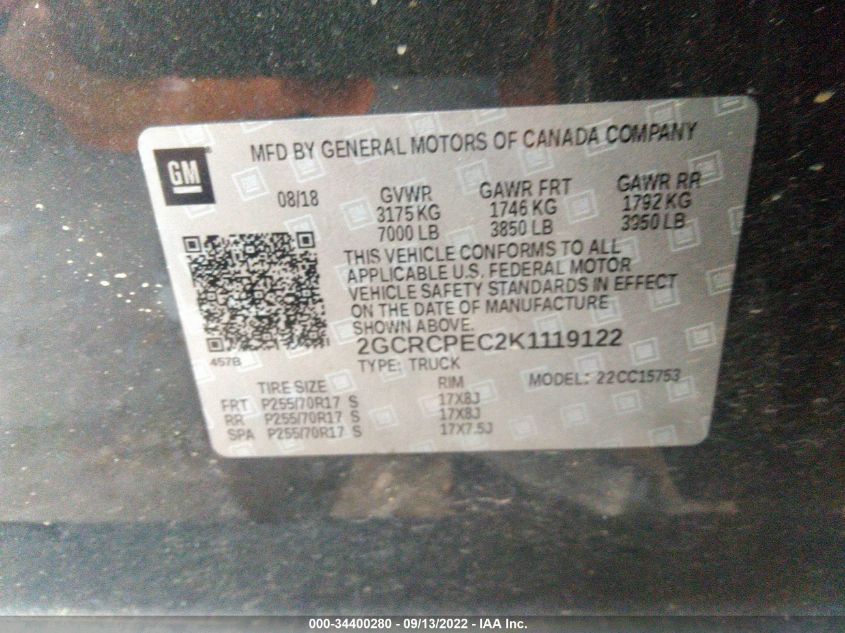 MFD BY GENERAL MOTORS OF CANADA COMPANY
GM
08/18 GVWR GAWR FRT GAWR RR
3175 KG 1746 KG 1792 KG
7000 LB 3850 LB 3950 LB
THIS VEHICLE CONFORMS TO ALL
APPLICABLE U.S. FEDERAL MOTOR
VEHICLE SAFETY STANDARDS IN EFFECT
ON THE DATE OF MANUFACTURE
SHOWN ABOVE.
2GCRCPEC2K1119122
457B
TYPE: TRUCK
TIRE SIZE RIM MODEL: 22CC15753
FRT P255/70R17 S 17X8J
RR P255/70R17 S 17X8J
SPA P255/70R17 S 17X7.5J
000-34400280 - 09/13/2022 - IAA Inc.